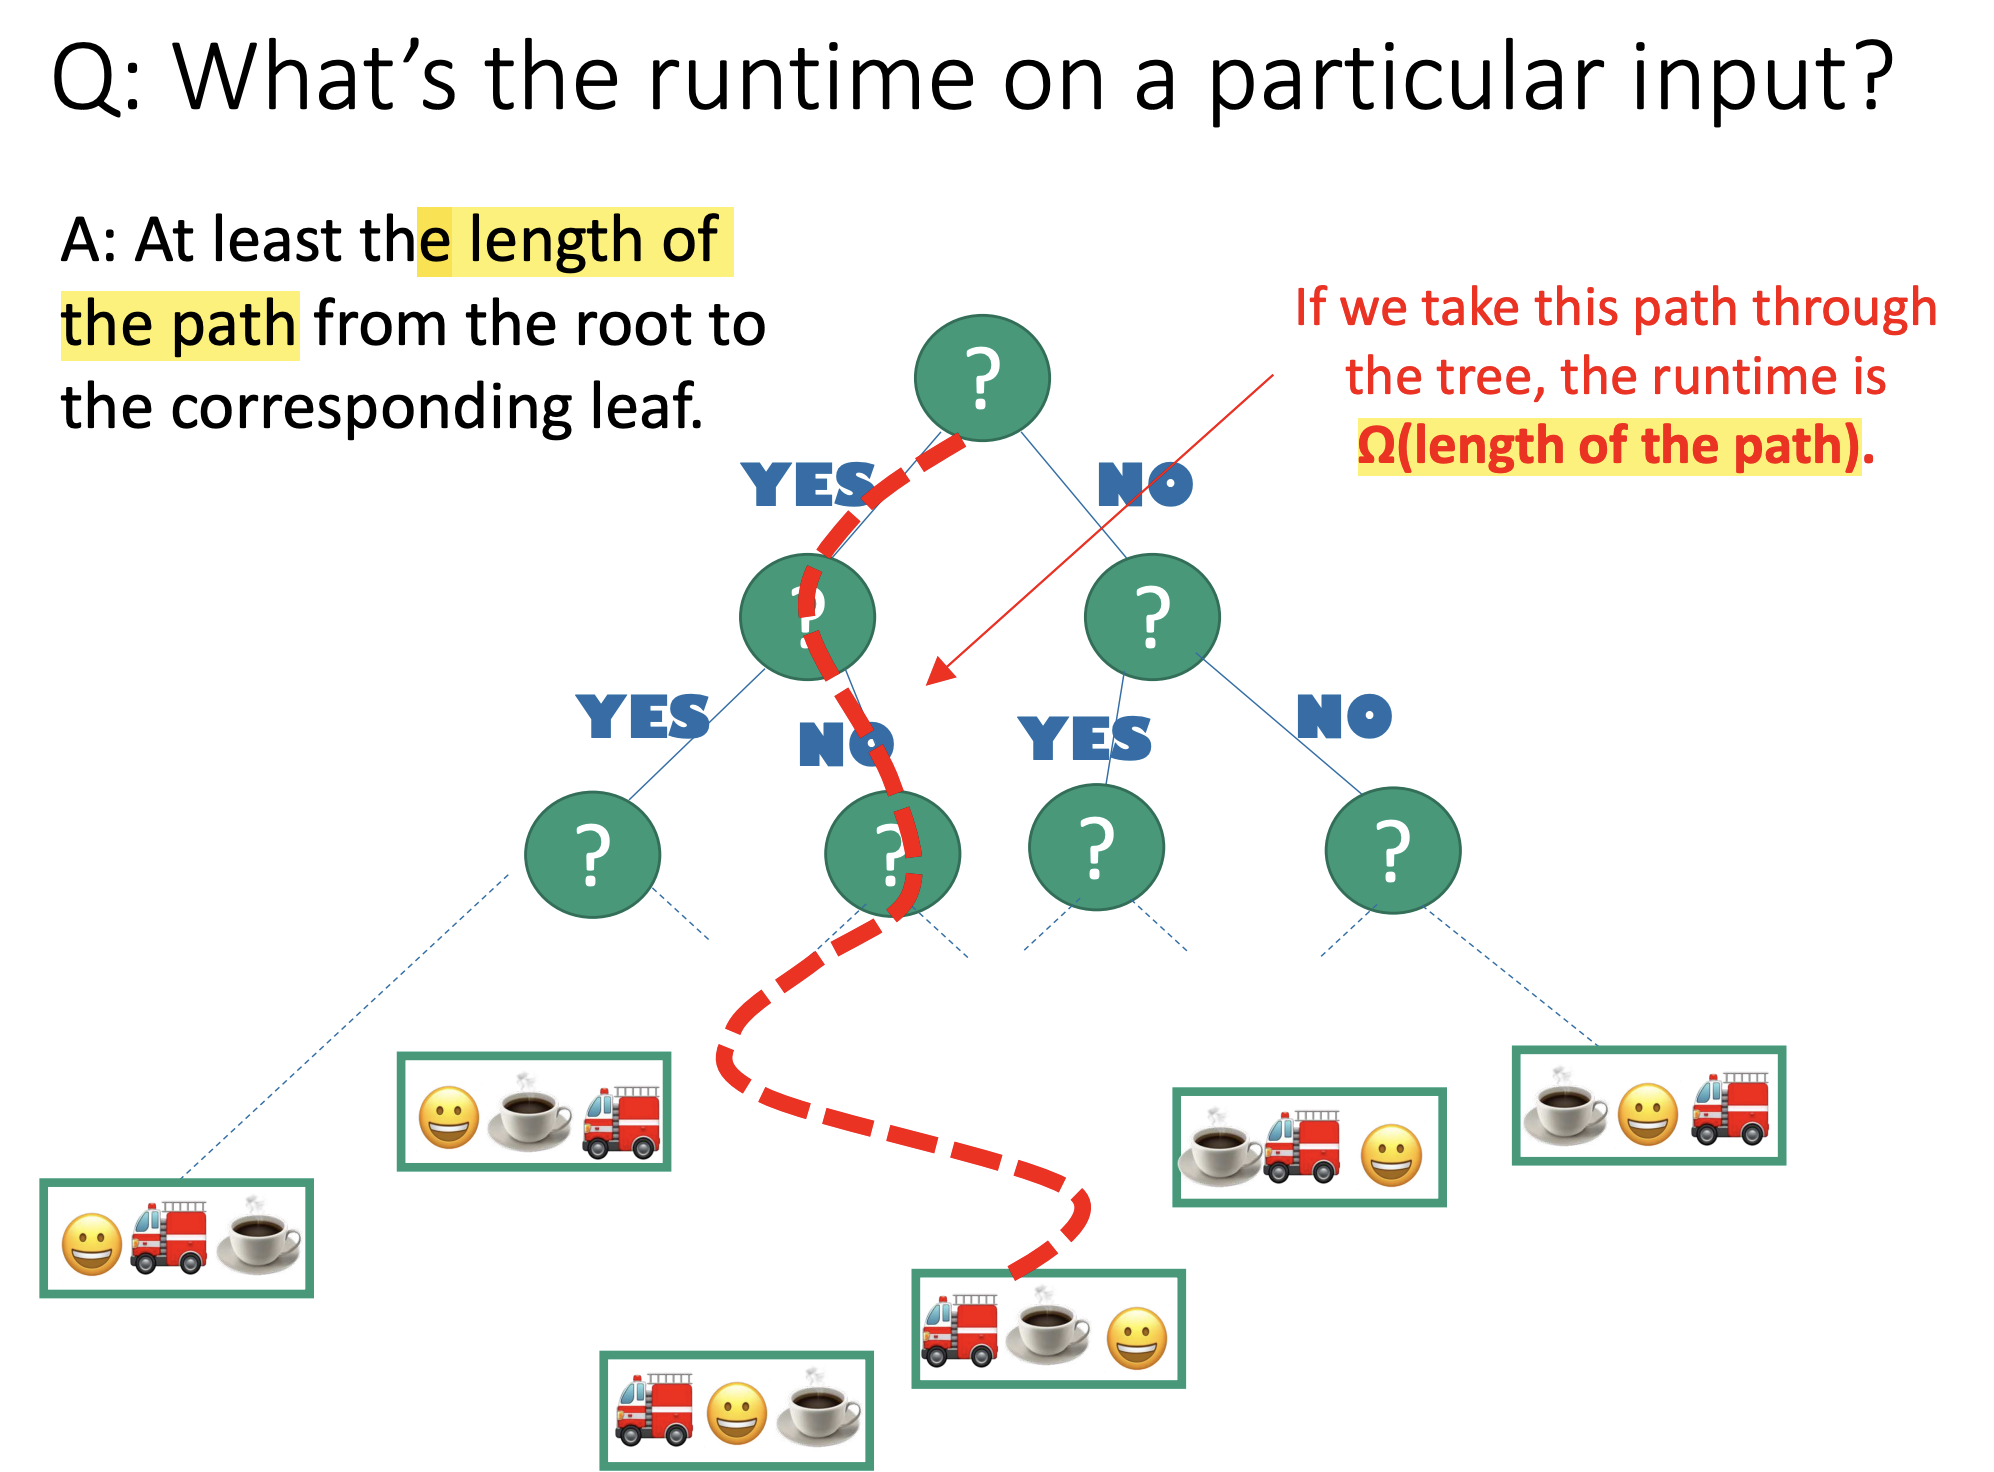 Q: What’s the runtime on a particular input?
A: At least the length of
the path from the root to
the corresponding leaf.
If we take this path through
the tree, the runtime is
Ω(length of the path).
?
YES
NO
?
?
YES
NO
YES
NO
?
?
?
?